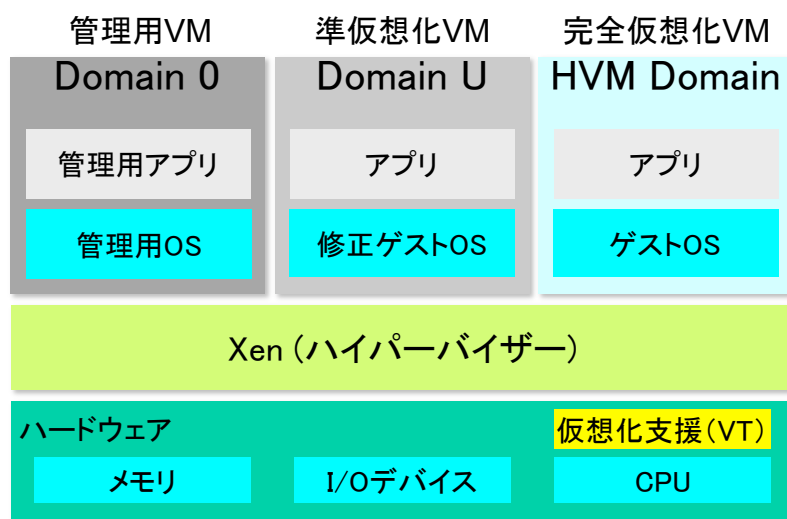 管理用VM
準仮想化VM
完全仮想化VM
Domain 0
Domain U
HVM Domain
管理用アプリ
アプリ
アプリ
管理用OS
修正ゲストOS
ゲストOS
Xen (ハイパーバイザー)
ハードウェア
仮想化支援(VT)
メモリ
I/Oデバイス
CPU